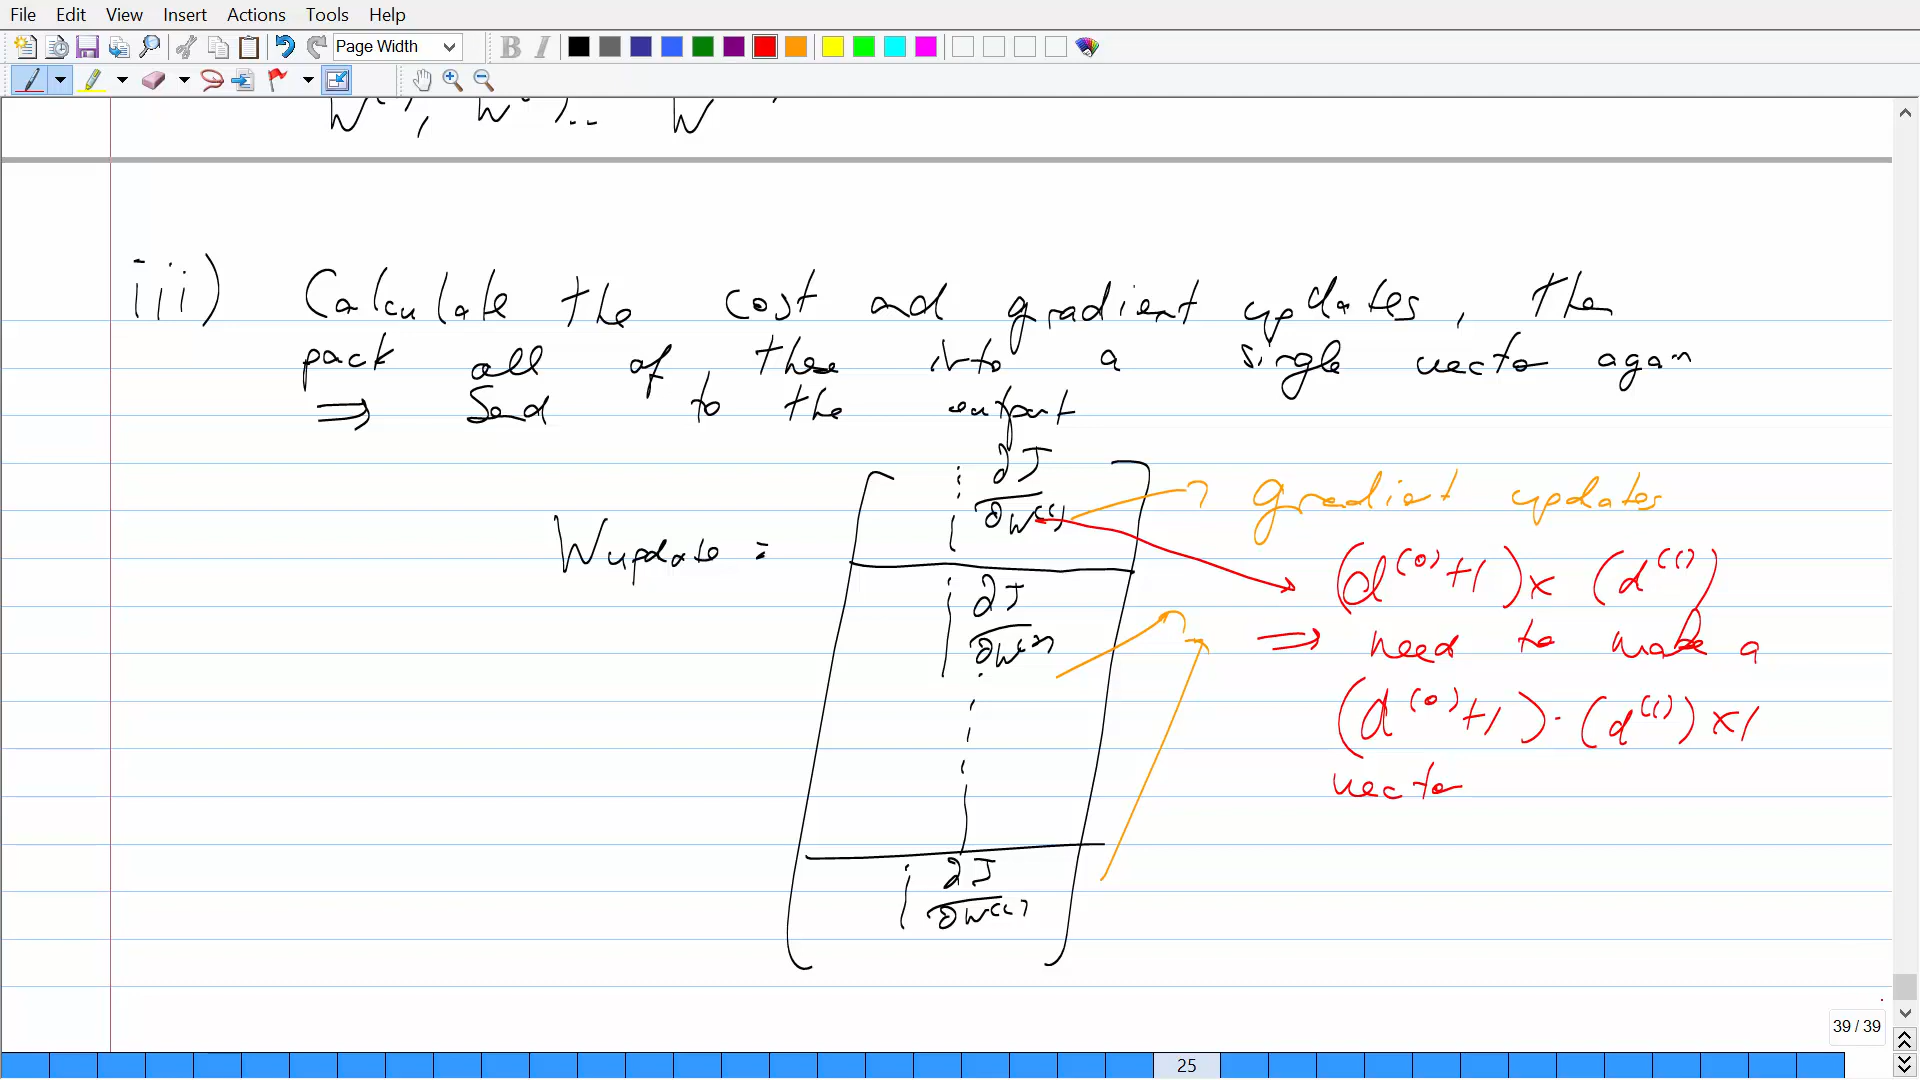 File Edit View Insert Actions Tools Help
Page Width
B I
W , W ) .. W
iii) Calculate the cost and gradient updates, then
pack all of these into a single vector again
⇒ Send to the output
Wupdate = 
∂J
∂W(1)
∂J
∂W(2)
∂J
∂W(L)
gradient updates
(d(0)+1) x (d(1))
⇒ need to make a
(d(0)+1) · (d(1)) x 1
vector
39 / 39
25